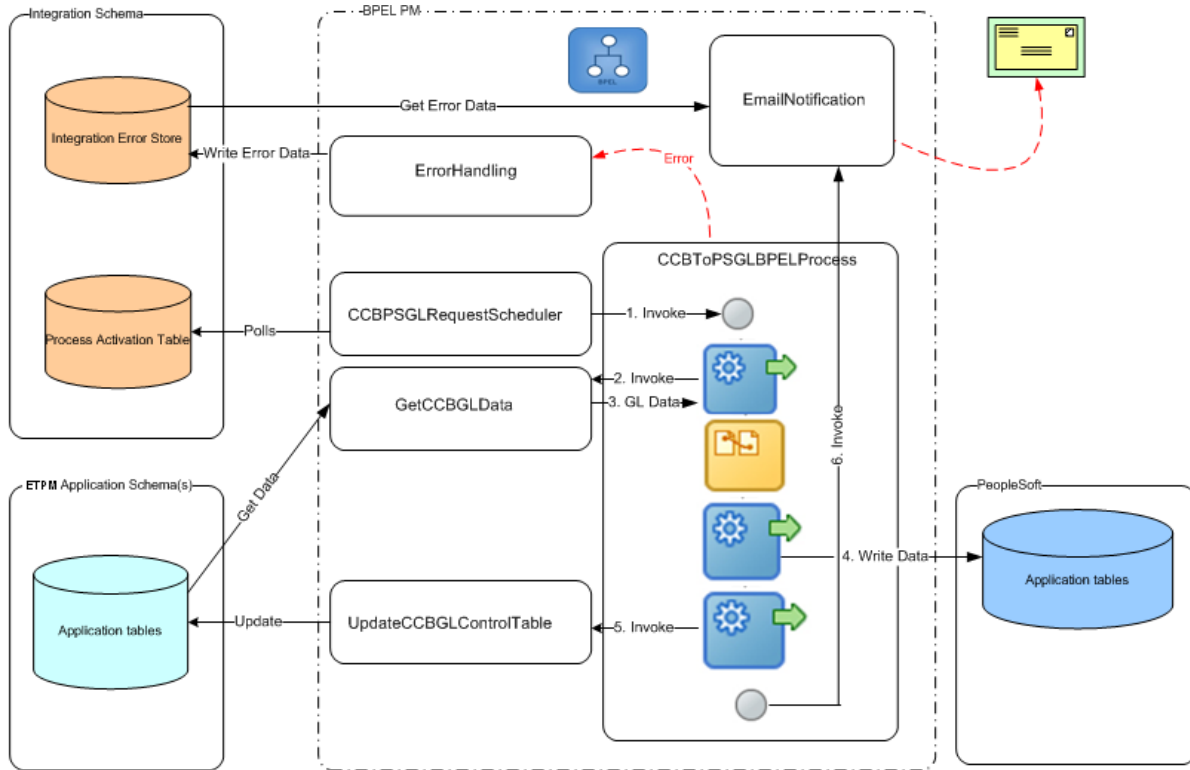 Integration Schema
BPEL PM
BPEL
EmailNotification
Get Error Data
Integration Error Store
Write Error Data
ErrorHandling
Error
CCBToPSGLBPELProcess
CCBPSGLRequestScheduler
1. Invoke
Polls
Process Activation Table
2. Invoke
3. GL Data
GetCCBGLData
6. Invoke
ETPM Application Schema(s)
Get Data
PeopleSoft
4. Write Data
Application tables
Application tables
Update
UpdateCCBGLControlTable
5. Invoke